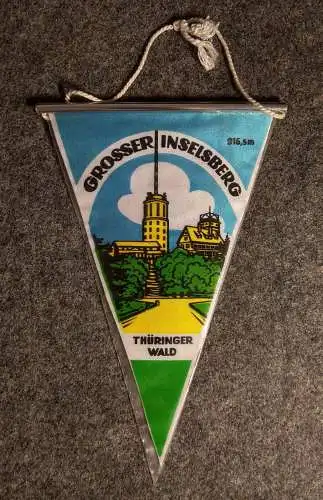 916,5m
GROSSER INSELSBERG
THÜRINGER
WALD